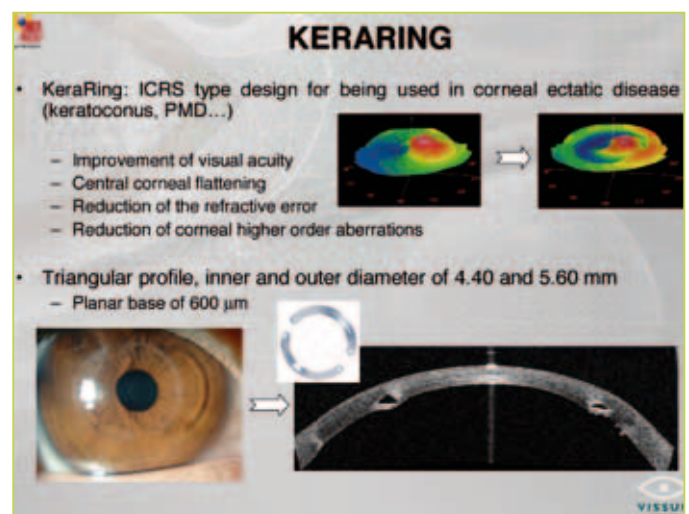 KERARING
• KeraRing: ICRS type design for being used in corneal ectatic disease
(keratoconus, PMD…)
– Improvement of visual acuity
– Central corneal flattening
– Reduction of the refractive error
– Reduction of corneal higher order aberrations
• Triangular profile, inner and outer diameter of 4.40 and 5.60 mm
– Planar base of 600 μm